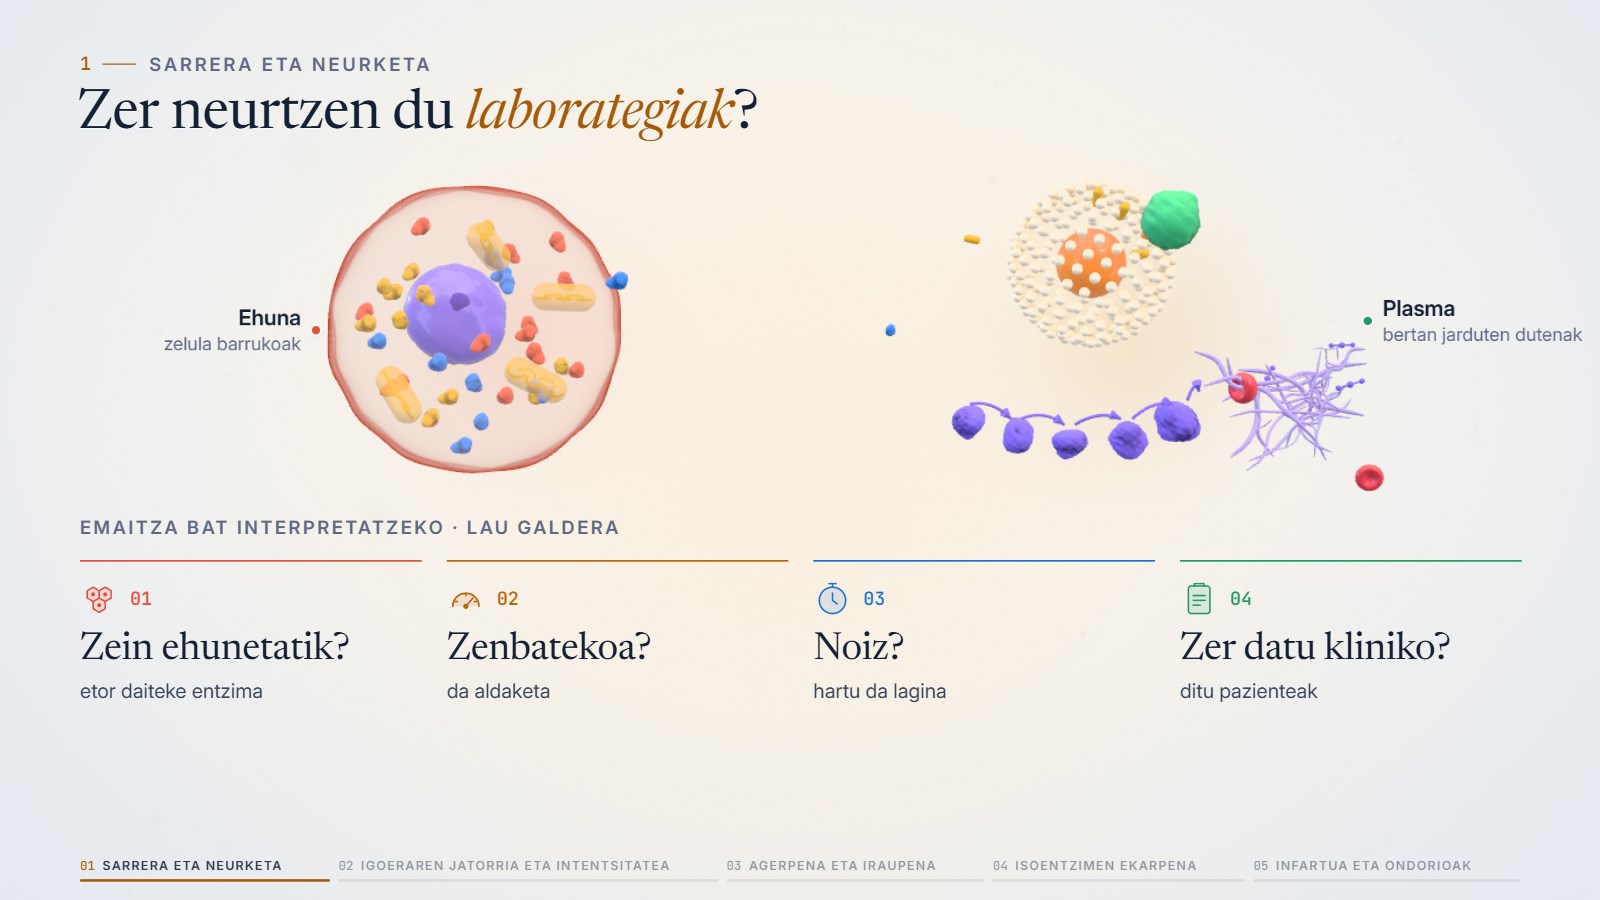 1 — SARRERA ETA NEURKETA
Zer neurtzen du laborategiak?
Ehuna
zelula barrukoak
Plasma
bertan jarduten dutenak
EMAITZA BAT INTERPRETATZEKO · LAU GALDERA
01
Zein ehunetatik?
etor daiteke entzima
02
Zenbatekoa?
da aldaketa
03
Noiz?
hartu da lagina
04
Zer datu kliniko?
ditu pazienteak
01 SARRERA ETA NEURKETA
02 IGOERAREN JATORRIA ETA INTENTSITATEA
03 AGERPENA ETA IRAUPENA
04 ISOENTZIMEN EKARPENA
05 INFARTUA ETA ONDORIOAK